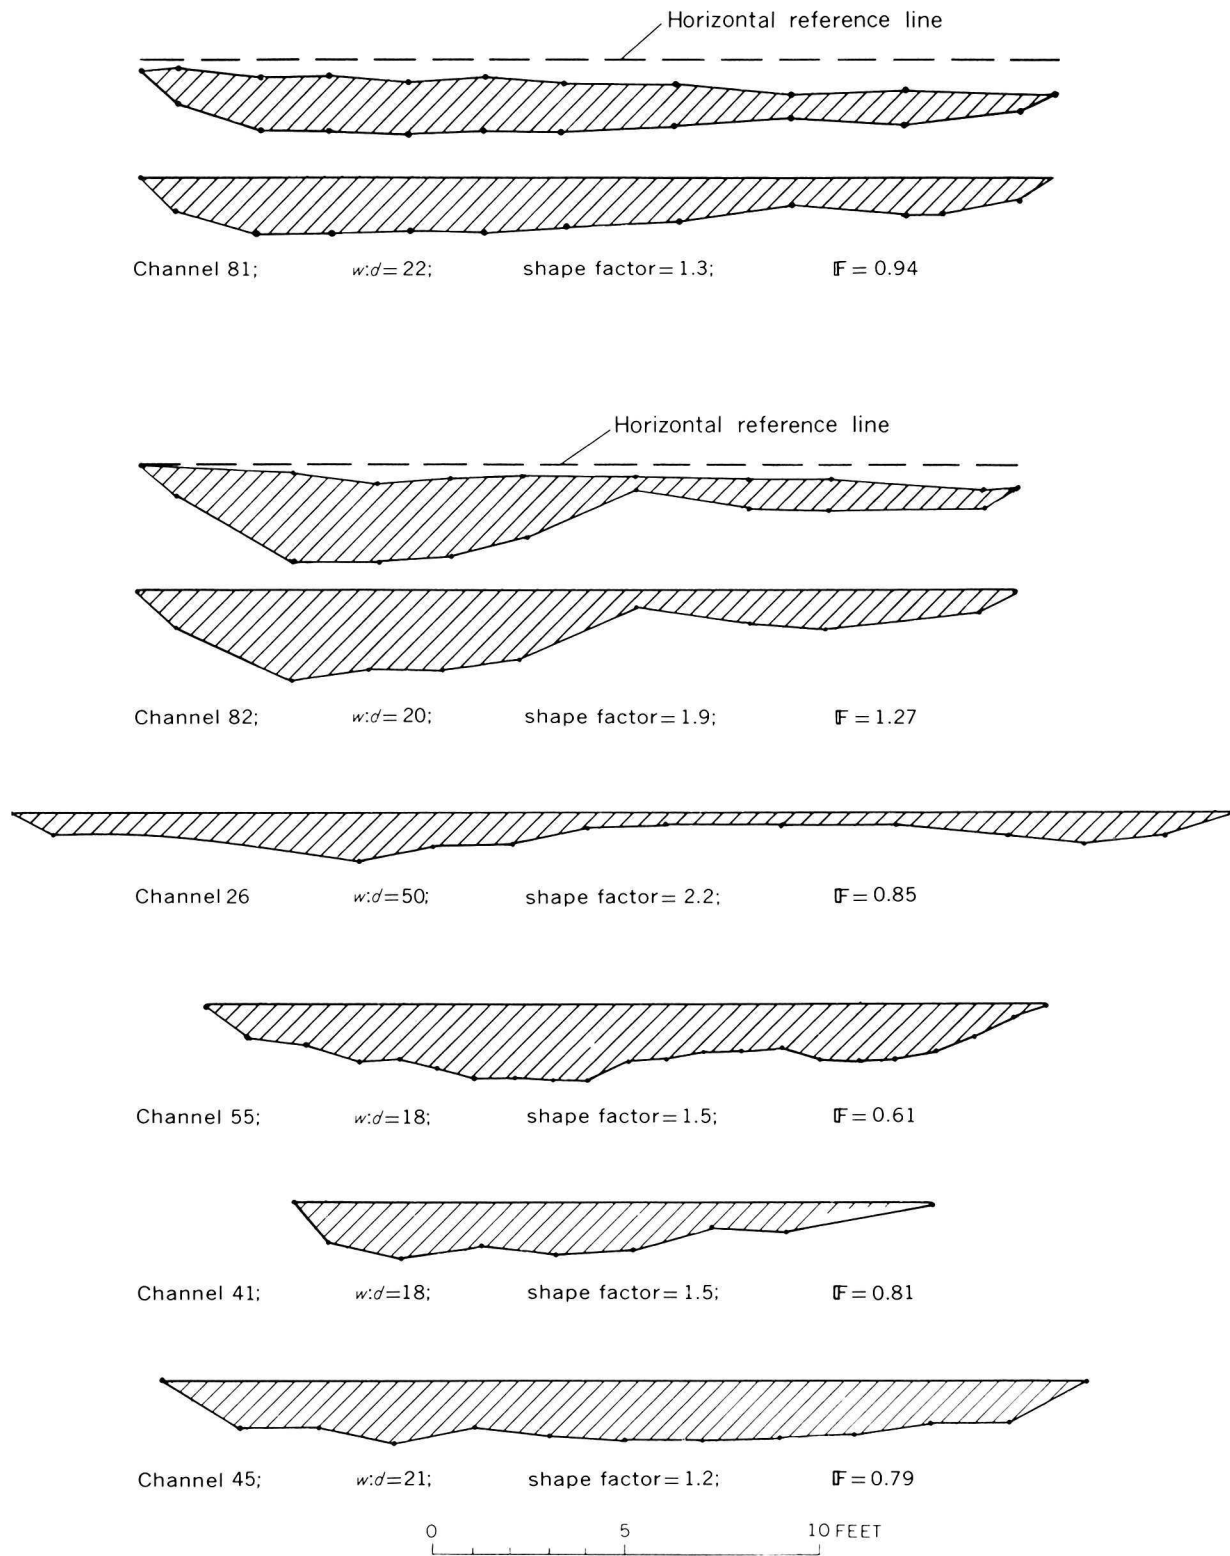 Horizontal reference line
Channel 81; w:d=22; shape factor=1.3; 𝔽=0.94
Horizontal reference line
Channel 82; w:d=20; shape factor=1.9; 𝔽=1.27
Channel 26 w:d=50; shape factor=2.2; 𝔽=0.85
Channel 55; w:d=18; shape factor=1.5; 𝔽=0.61
Channel 41; w:d=18; shape factor=1.5; 𝔽=0.81
Channel 45; w:d=21; shape factor=1.2; 𝔽=0.79
0 5 10 FEET